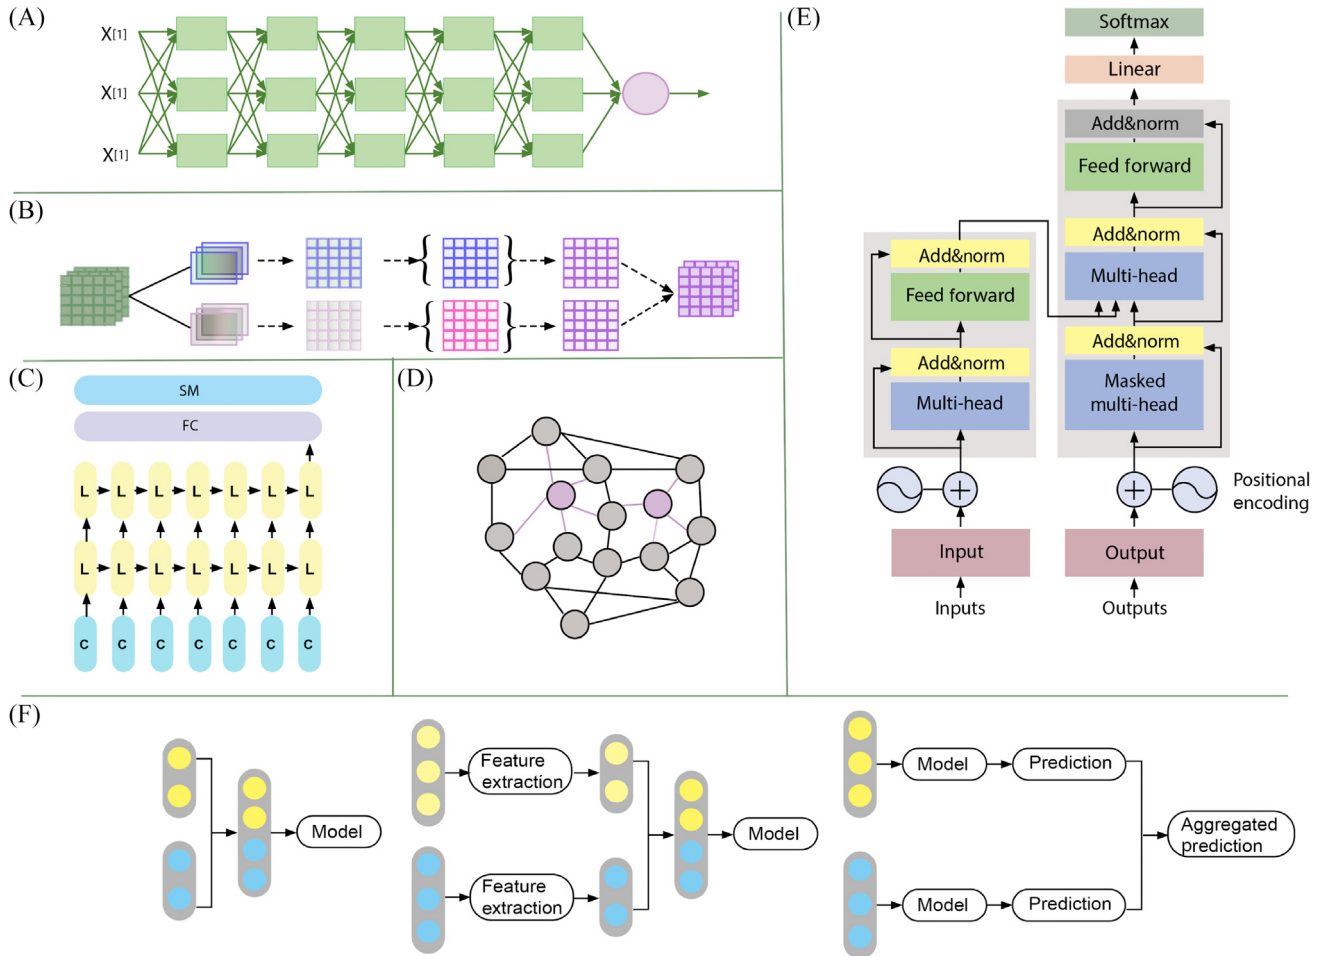 (A)
X[1]
X[1]
X[1]
(B)
(C)
SM
FC
L L L L L L L
L L L L L L L
C C C C C C C
(D)
(E)
Softmax
Linear
Add&norm
Feed forward
Add&norm
Multi-head
Add&norm
Masked
multi-head
Add&norm
Feed forward
Add&norm
Multi-head
Positional
encoding
Input
Output
Inputs
Outputs
(F)
Model
Feature
extraction
Feature
extraction
Model
Model
Prediction
Model
Prediction
Aggregated
prediction